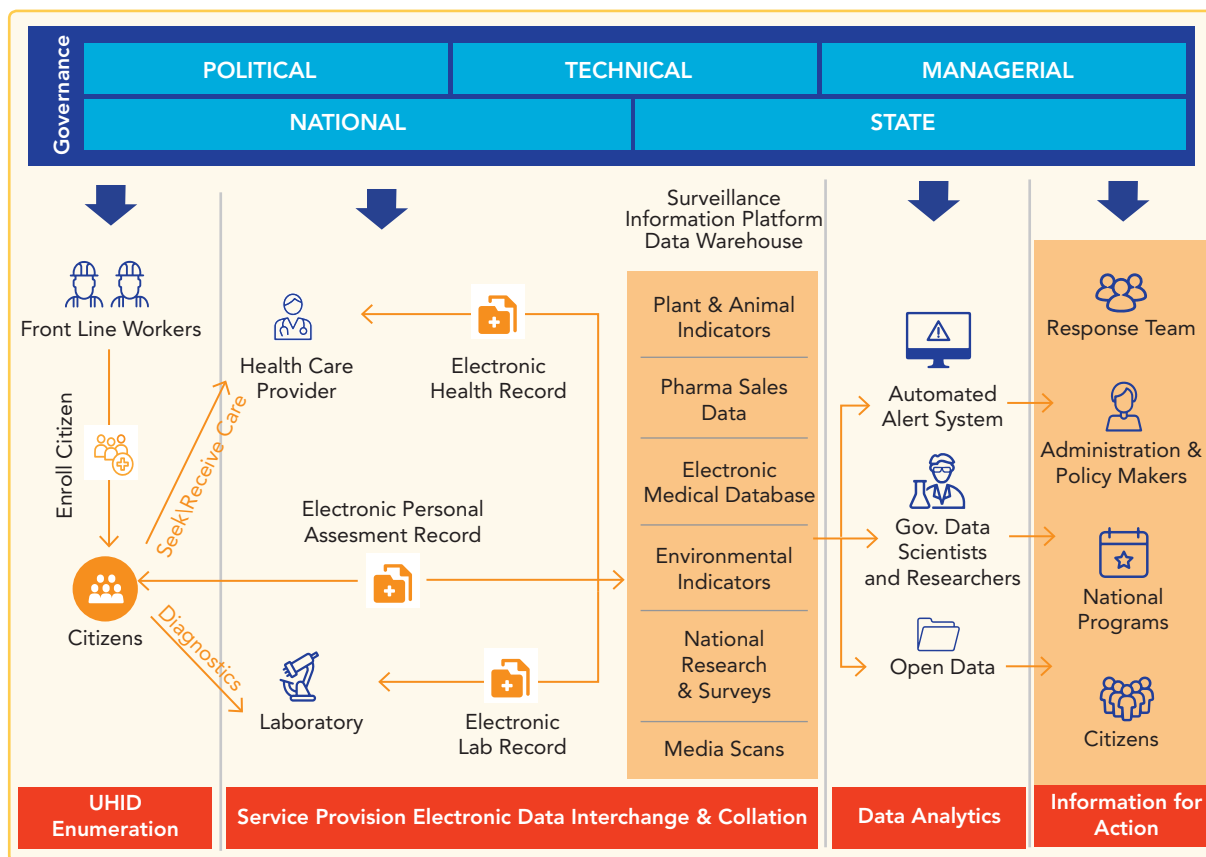 Governance
POLITICAL
TECHNICAL
MANAGERIAL
NATIONAL
STATE
Front Line Workers
Enroll Citizen
Citizens
Seek\Receive Care
Diagnostics
Health Care
Provider
Electronic
Health Record
Electronic Personal
Assesment Record
Laboratory
Electronic
Lab Record
Surveillance
Information Platform
Data Warehouse
Plant & Animal
Indicators
Pharma Sales
Data
Electronic
Medical Database
Environmental
Indicators
National
Research
& Surveys
Media Scans
Automated
Alert System
Gov. Data
Scientists
and Researchers
Open Data
Response Team
Administration &
Policy Makers
National
Programs
Citizens
UHID
Enumeration
Service Provision Electronic Data Interchange & Collation
Data Analytics
Information for
Action